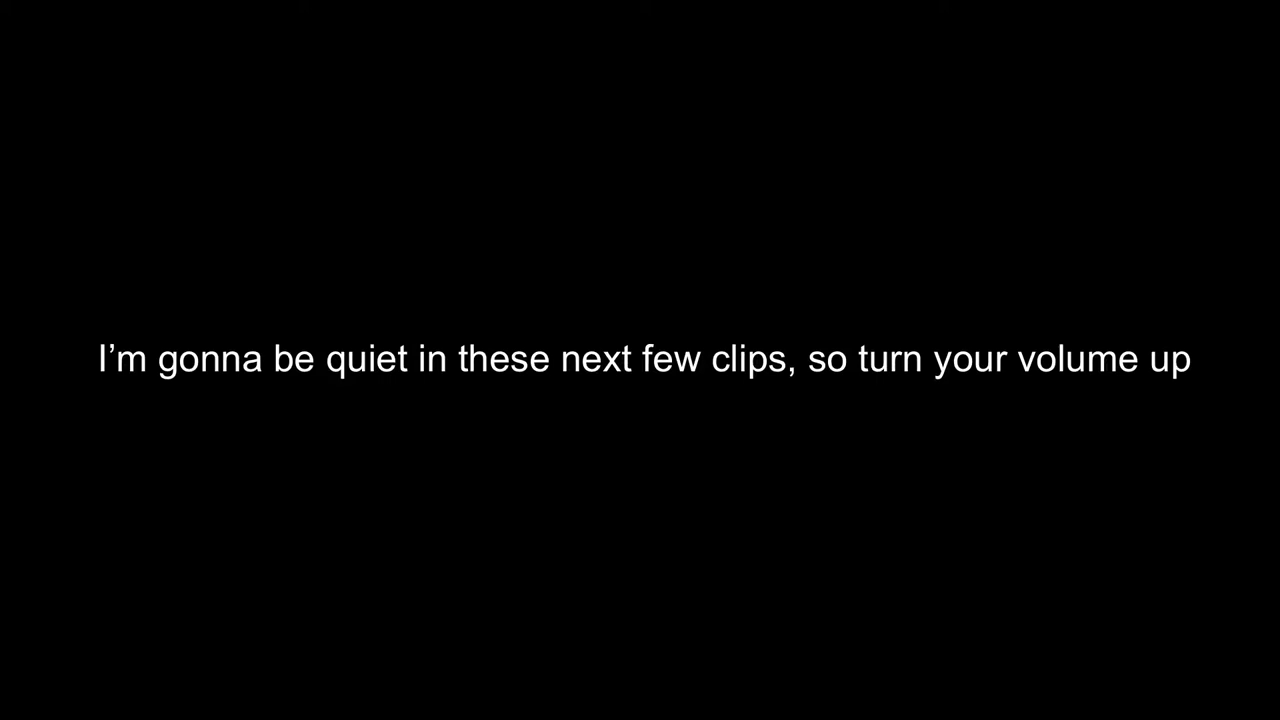 I’m gonna be quiet in these next few clips, so turn your volume up